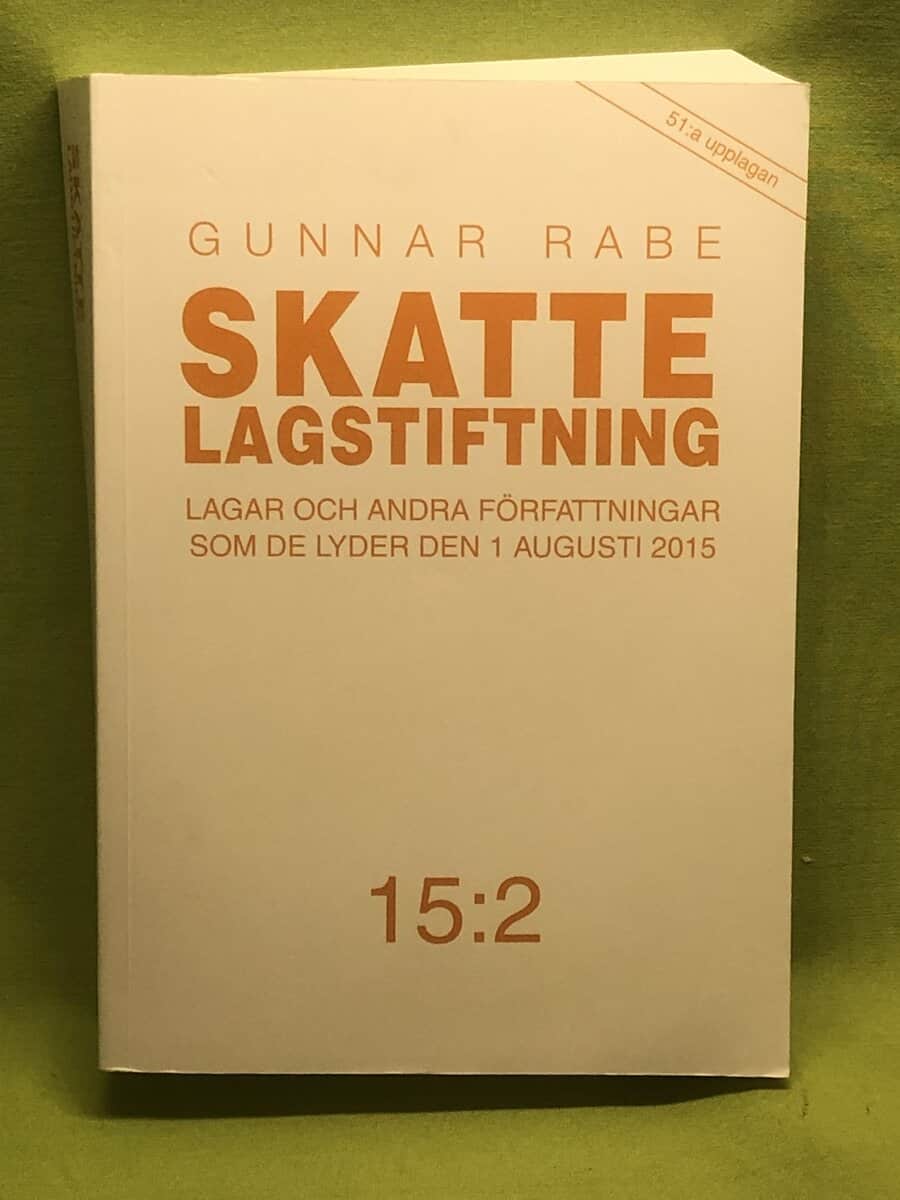 51:a upplagan
GUNNAR RABE
SKATTE
LAGSTIFTNING
LAGAR OCH ANDRA FÖRFATTNINGAR
SOM DE LYDER DEN 1 AUGUSTI 2015
15:2
SKATTE